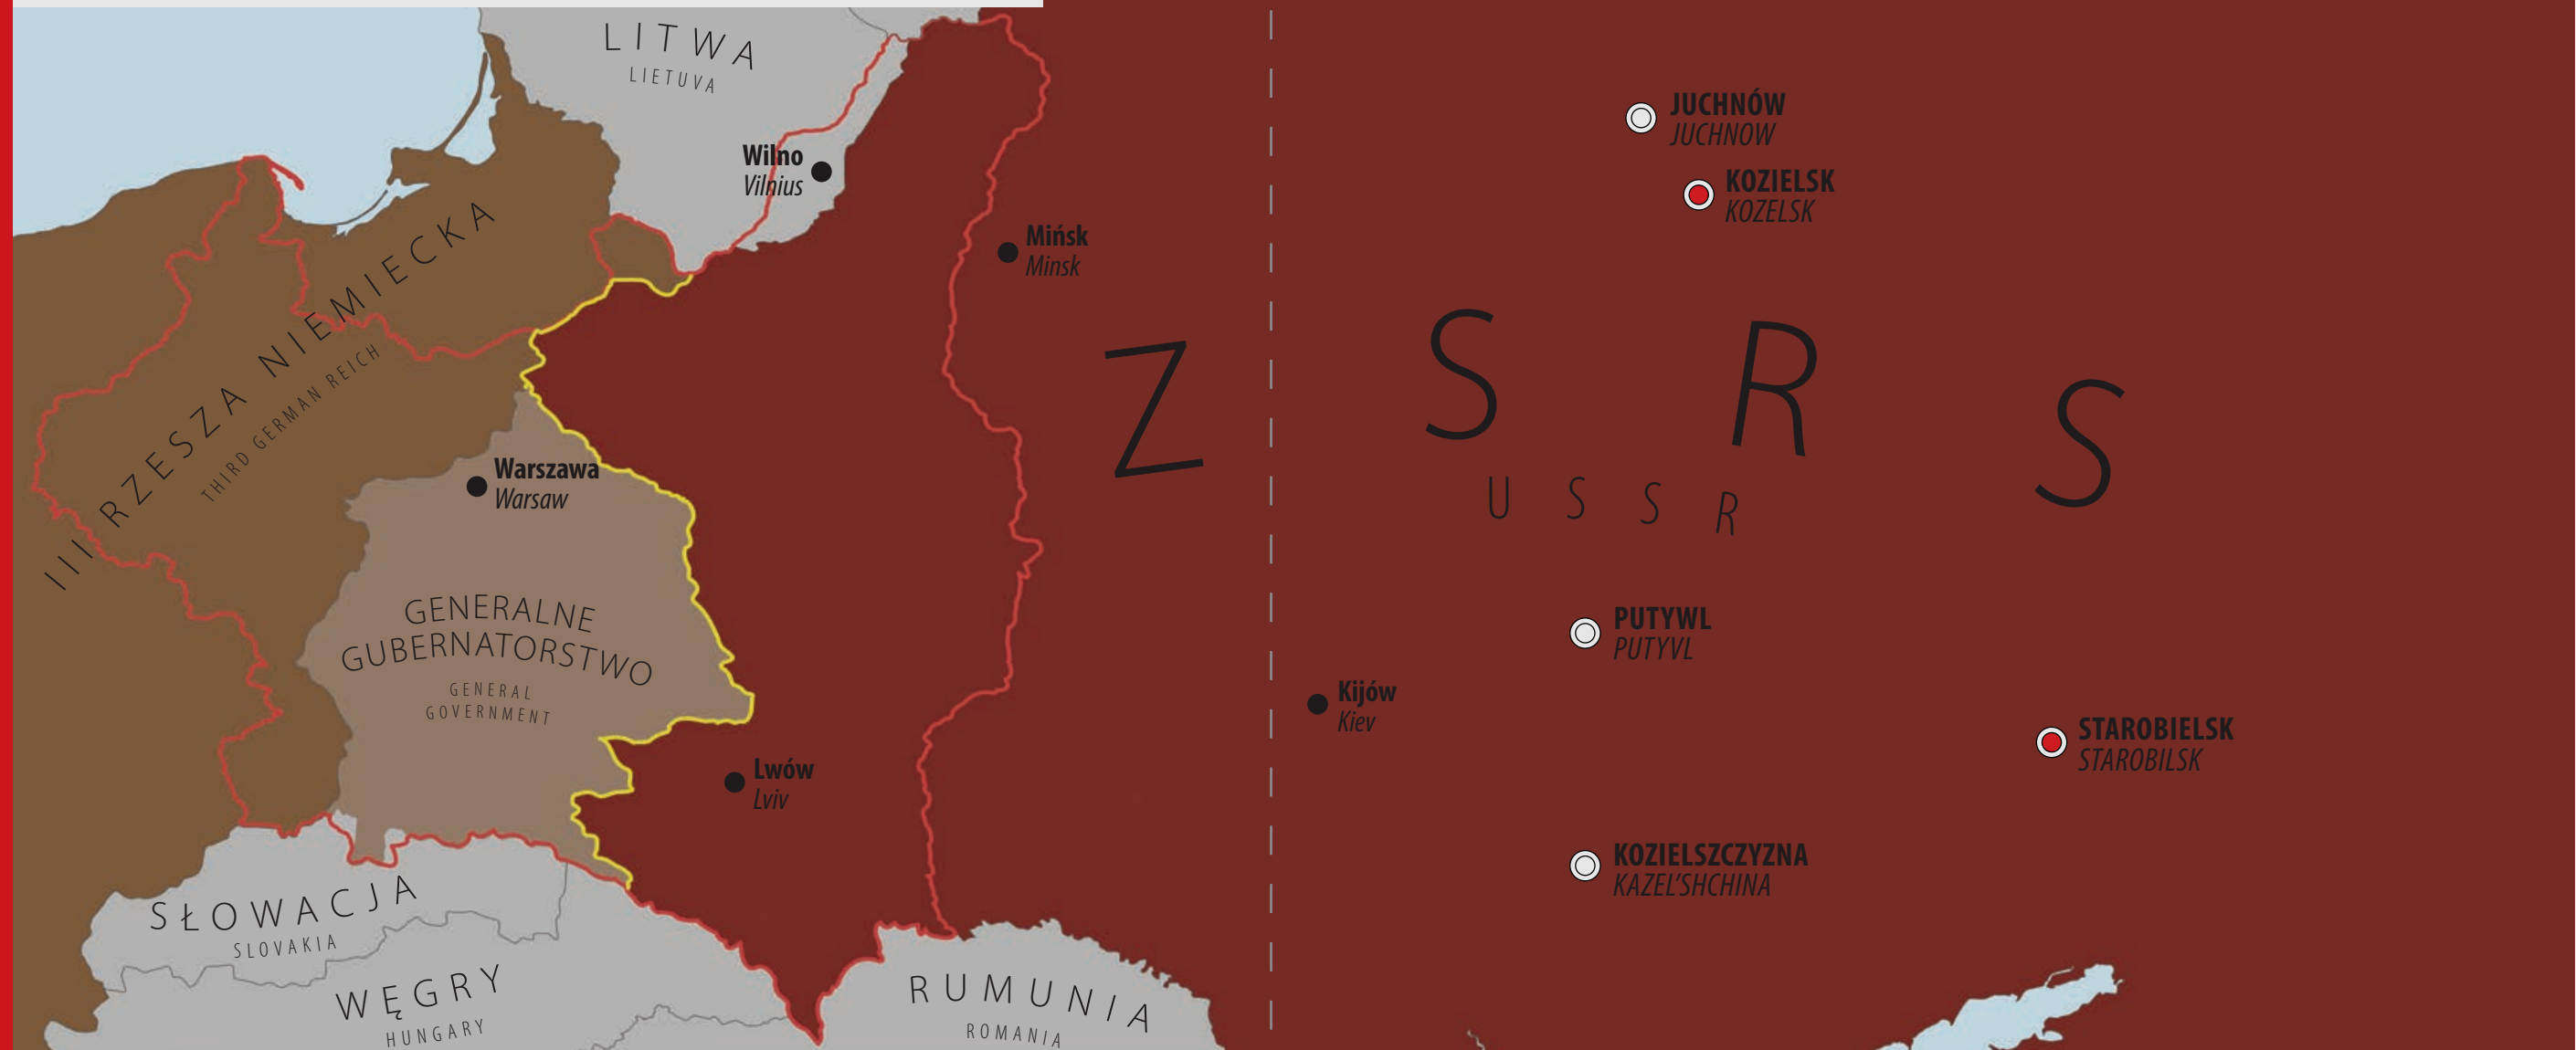 LITWA
LIETUVA
Wilno
Vilnius
JUCHNÓW
JUCHNOW
KOZIELSK
KOZELSK
Mińsk
Minsk
III RZESZA NIEMIECKA
THIRD GERMAN REICH
Z S R S
U S S R
Warszawa
Warsaw
GENERALNE
GUBERNATORSTWO
GENERAL
GOVERNMENT
PUTYWL
PUTYVL
Kijów
Kiev
STAROBIELSK
STAROBILSK
Lwów
Lviv
KOZIELSZCZYZNA
KAZEL'SHCHINA
SŁOWACJA
SLOVAKIA
WĘGRY
HUNGARY
RUMUNIA
ROMANIA